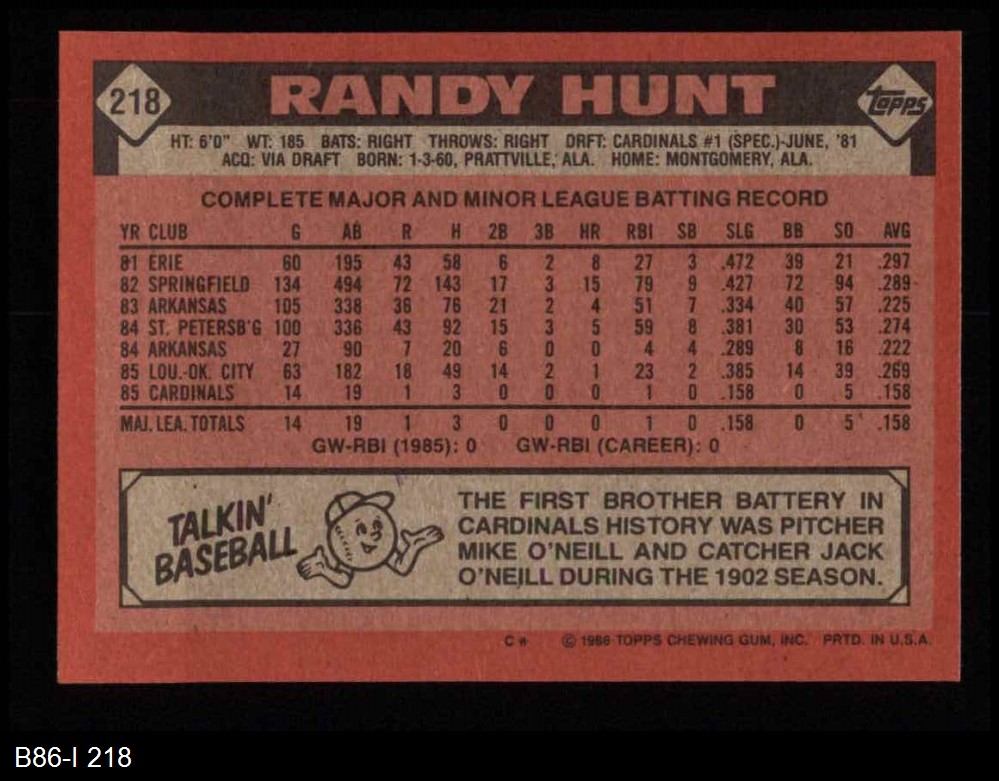 218
RANDY HUNT
Topps
HT: 6'0" WT: 185 BATS: RIGHT THROWS: RIGHT DRFT: CARDINALS #1 (SPEC.)-JUNE, '81
ACQ: VIA DRAFT BORN: 1-3-60, PRATTVILLE, ALA. HOME: MONTGOMERY, ALA.
COMPLETE MAJOR AND MINOR LEAGUE BATTING RECORD
YR CLUB G AB R H 2B 3B HR RBI SB SLG BB SO AVG
81 ERIE 60 195 43 58 6 2 8 27 3 .472 39 21 .297
82 SPRINGFIELD 134 494 72 143 17 3 15 79 9 .427 72 94 .289
83 ARKANSAS 105 338 36 76 21 2 4 51 7 .334 40 57 .225
84 ST. PETERSB'G 100 336 43 92 15 3 5 59 8 .381 30 53 .274
84 ARKANSAS 27 90 7 20 6 0 0 4 4 .289 8 16 .222
85 LOU.-OK. CITY 63 182 18 49 14 2 1 23 2 .385 14 39 .269
85 CARDINALS 14 19 1 3 0 0 0 1 0 .158 0 5 .158
MAJ. LEA. TOTALS 14 19 1 3 0 0 0 1 0 .158 0 5 .158
GW-RBI (1985): 0 GW-RBI (CAREER): 0
TALKIN'
BASEBALL
THE FIRST BROTHER BATTERY IN
CARDINALS HISTORY WAS PITCHER
MIKE O'NEILL AND CATCHER JACK
O'NEILL DURING THE 1902 SEASON.
C * © 1986 TOPPS CHEWING GUM, INC. PRTD. IN U.S.A.
B86-I 218